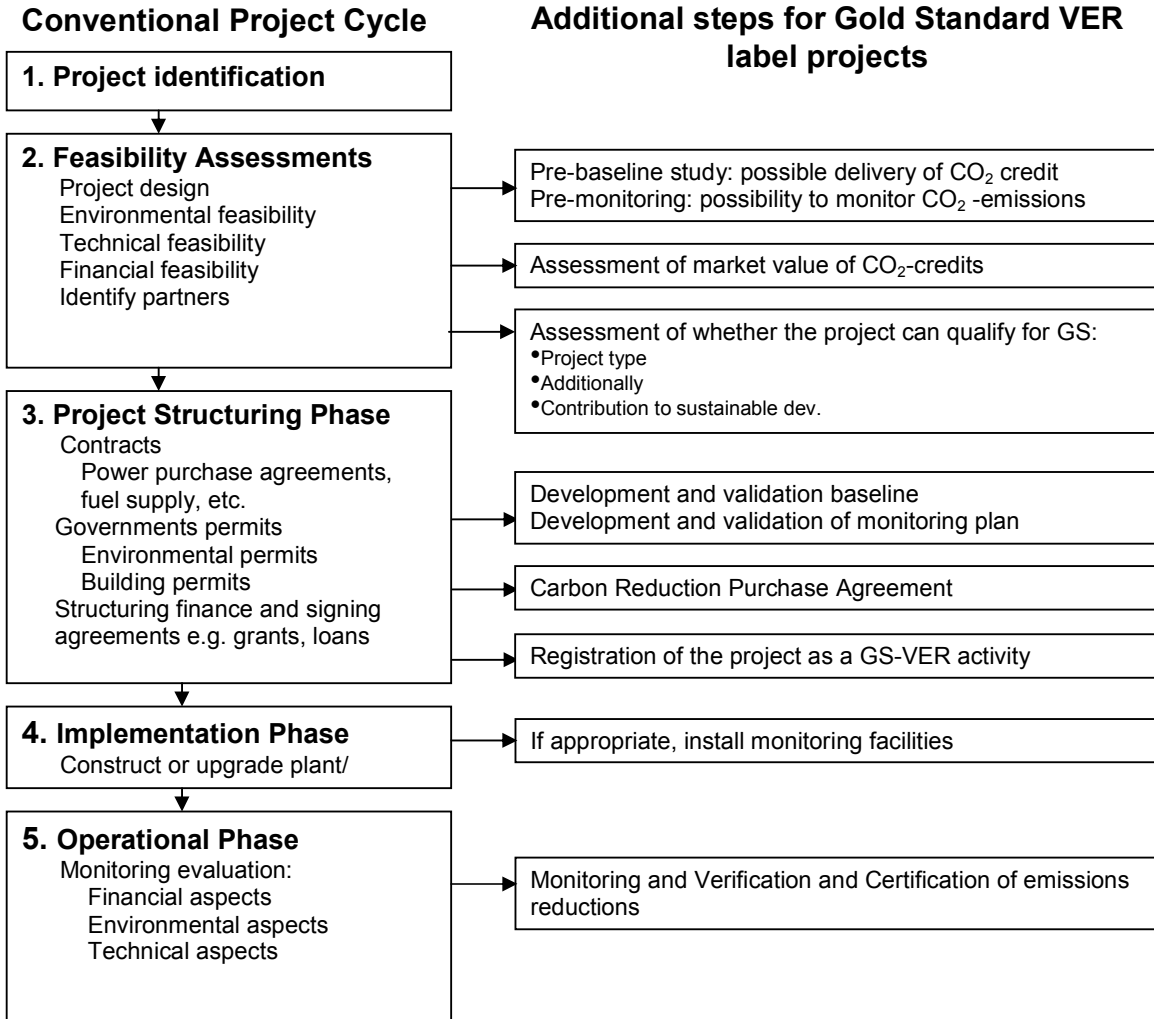 Conventional Project Cycle
Additional steps for Gold Standard VER
label projects
1. Project identification
2. Feasibility Assessments
Project design
Environmental feasibility
Technical feasibility
Financial feasibility
Identify partners
Pre-baseline study: possible delivery of CO₂ credit
Pre-monitoring: possibility to monitor CO₂ -emissions
Assessment of market value of CO₂-credits
Assessment of whether the project can qualify for GS:
•Project type
•Additionally
•Contribution to sustainable dev.
3. Project Structuring Phase
Contracts
Power purchase agreements,
fuel supply, etc.
Governments permits
Environmental permits
Building permits
Structuring finance and signing
agreements e.g. grants, loans
Development and validation baseline
Development and validation of monitoring plan
Carbon Reduction Purchase Agreement
Registration of the project as a GS-VER activity
4. Implementation Phase
Construct or upgrade plant/
If appropriate, install monitoring facilities
5. Operational Phase
Monitoring evaluation:
Financial aspects
Environmental aspects
Technical aspects
Monitoring and Verification and Certification of emissions
reductions